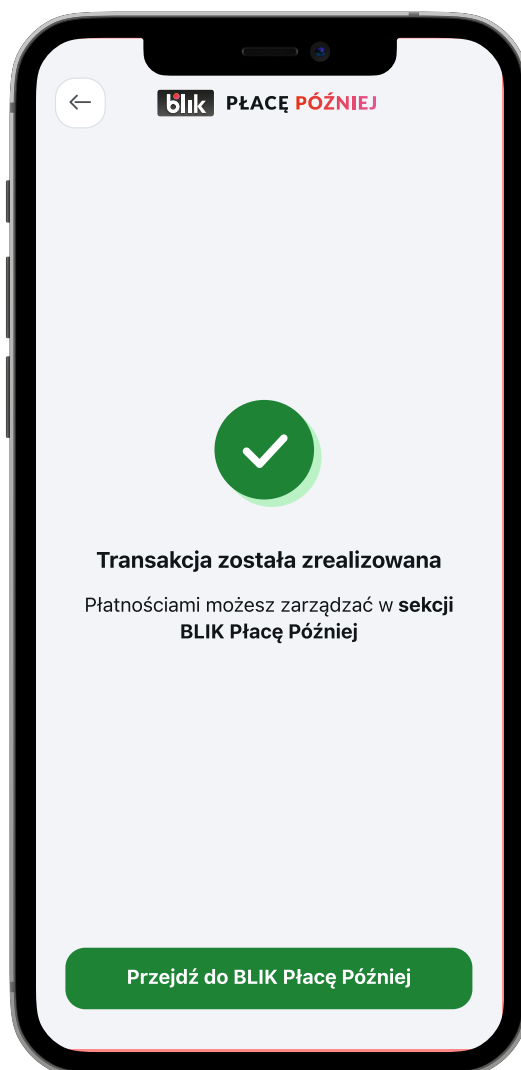 blik PŁACĘ PÓŹNIEJ
Transakcja została zrealizowana
Płatnościami możesz zarządzać w sekcji
BLIK Płacę Później
Przejdź do BLIK Płacę Później